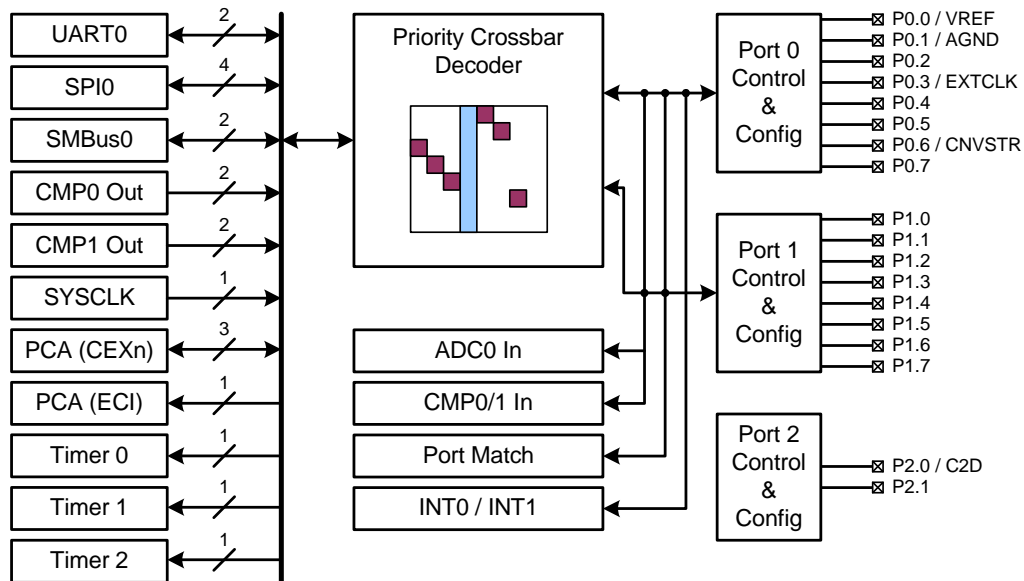 UART0
2
SPI0
4
SMBus0
2
CMP0 Out
2
CMP1 Out
2
SYSCLK
1
PCA (CEXn)
3
PCA (ECI)
1
Timer 0
1
Timer 1
1
Timer 2
1
Priority Crossbar
Decoder
ADC0 In
CMP0/1 In
Port Match
INT0 / INT1
Port 0
Control
&
Config
P0.0 / VREF
P0.1 / AGND
P0.2
P0.3 / EXTCLK
P0.4
P0.5
P0.6 / CNVSTR
P0.7
Port 1
Control
&
Config
P1.0
P1.1
P1.2
P1.3
P1.4
P1.5
P1.6
P1.7
Port 2
Control
&
Config
P2.0 / C2D
P2.1